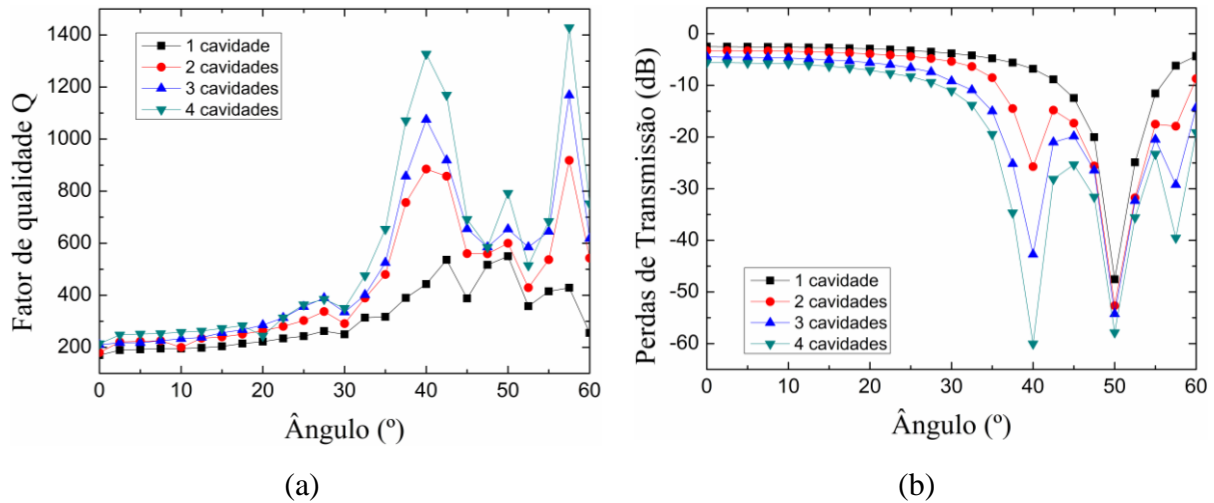 Fator de qualidade Q
1400
1200
1000
800
600
400
200
1 cavidade
2 cavidades
3 cavidades
4 cavidades
0 10 20 30 40 50 60
Ângulo (º)
(a)
Perdas de Transmissão (dB)
0
-10
-20
-30
-40
-50
-60
1 cavidade
2 cavidades
3 cavidades
4 cavidades
0 10 20 30 40 50 60
Ângulo (º)
(b)